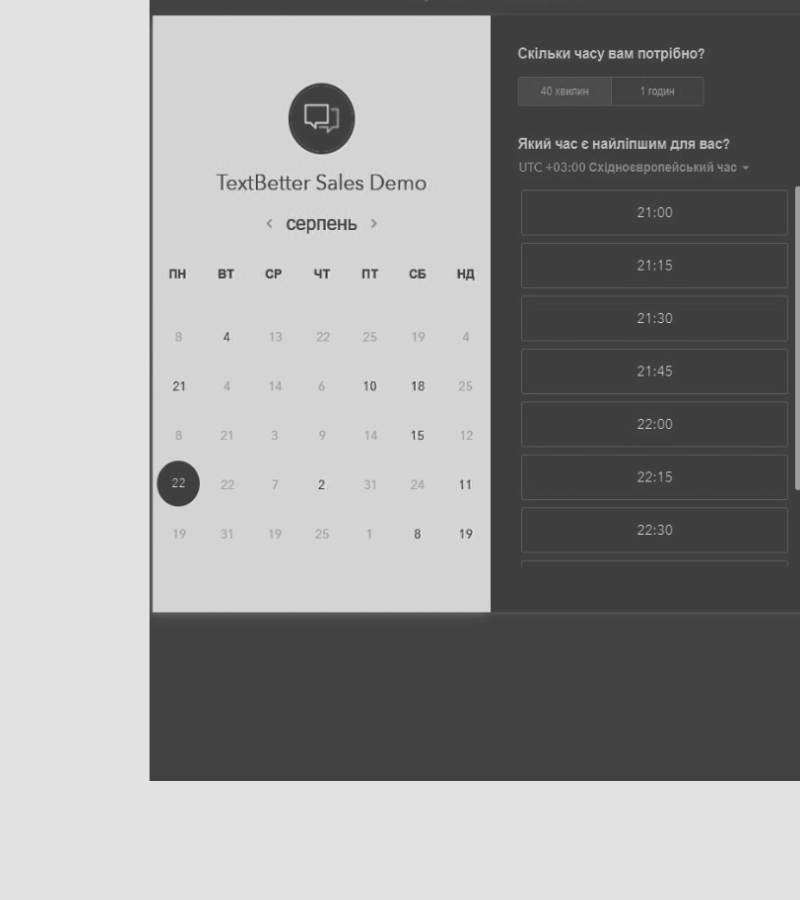 TextBetter Sales Demo
серпень
ПН ВТ СР ЧТ ПТ СБ НД
8 4 13 22 25 19 4
21 4 14 6 10 18 25
8 21 3 9 14 15 12
22 22 7 2 31 24 11
19 31 19 25 1 8 19
Скільки часу вам потрібно?
40 хвилин 1 годин
Який час є найліпшим для вас?
UTC +03:00 Східноєвропейський час
21:00
21:15
21:30
21:45
22:00
22:15
22:30